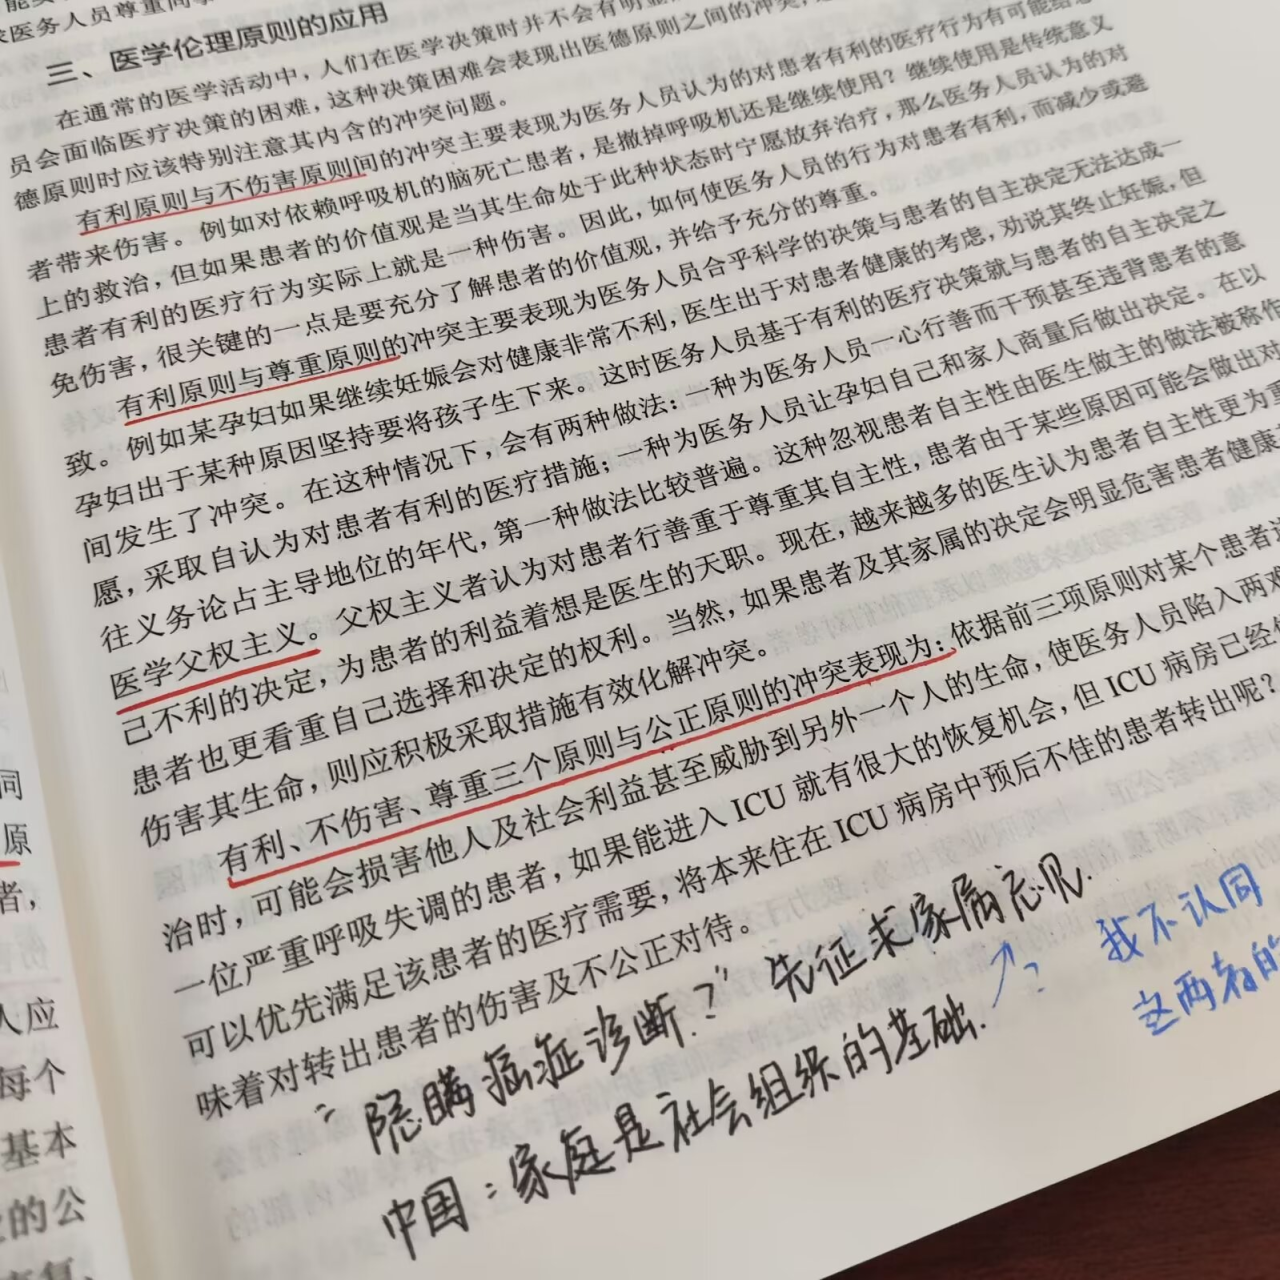 医务人员尊重同
三、医学伦理原则的应用
在通常的医学活动中，人们在医学决策时并不会有明显
员会面临医疗决策的困难，这种决策困难会表现出医德原则之间的冲突，
德原则时应该特别注意其内含的冲突问题。
有利原则与不伤害原则间的冲突主要表现为医务人员认为的对患者有利的医疗行为有可能给患
者带来伤害。例如对依赖呼吸机的脑死亡患者，是撤掉呼吸机还是继续使用？继续使用是传统意义
上的救治，但如果患者的价值观是当其生命处于此种状态时宁愿放弃治疗，那么医务人员认为的对
患者有利的医疗行为实际上就是一种伤害。因此，如何使医务人员的行为对患者有利，而减少或避
免伤害，很关键的一点是要充分了解患者的价值观，并给予充分的尊重。
有利原则与尊重原则的冲突主要表现为医务人员合乎科学的决策与患者的自主决定无法达成一
致。例如某孕妇如果继续妊娠会对健康非常不利，医生出于对患者健康的考虑，劝说其终止妊娠，但
孕妇出于某种原因坚持要将孩子生下来。这时医务人员基于有利的医疗决策就与患者的自主决定之
间发生了冲突。在这种情况下，会有两种做法：一种为医务人员一心行善而干预甚至违背患者的意
愿，采取自认为对患者有利的医疗措施；一种为医务人员让孕妇自己和家人商量后做出决定。在以
往义务论占主导地位的年代，第一种做法比较普遍。这种忽视患者自主性由医生做主的做法被称作
医学父权主义。父权主义者认为对患者行善重于尊重其自主性，患者由于某些原因可能会做出对
己不利的决定，为患者的利益着想是医生的天职。现在，越来越多的医生认为患者自主性更为重
患者也更看重自己选择和决定的权利。当然，如果患者及其家属的决定会明显危害患者健康
伤害其生命，则应积极采取措施有效化解冲突。
有利、不伤害、尊重三个原则与公正原则的冲突表现为：依据前三项原则对某个患者
治时，可能会损害他人及社会利益甚至威胁到另外一个人的生命，使医务人员陷入两难
一位严重呼吸失调的患者，如果能进入 ICU 就有很大的恢复机会，但 ICU 病房已经
可以优先满足该患者的医疗需要，将本来住在 ICU 病房中预后不佳的患者转出呢？
味着对转出患者的伤害及不公正对待。
“隐瞒癌症诊断？” 先征求家属意见.
中国：家庭是社会组织的基础.
?
我不认同
这两者的
同
原
者，
人应
每个
基本
的公